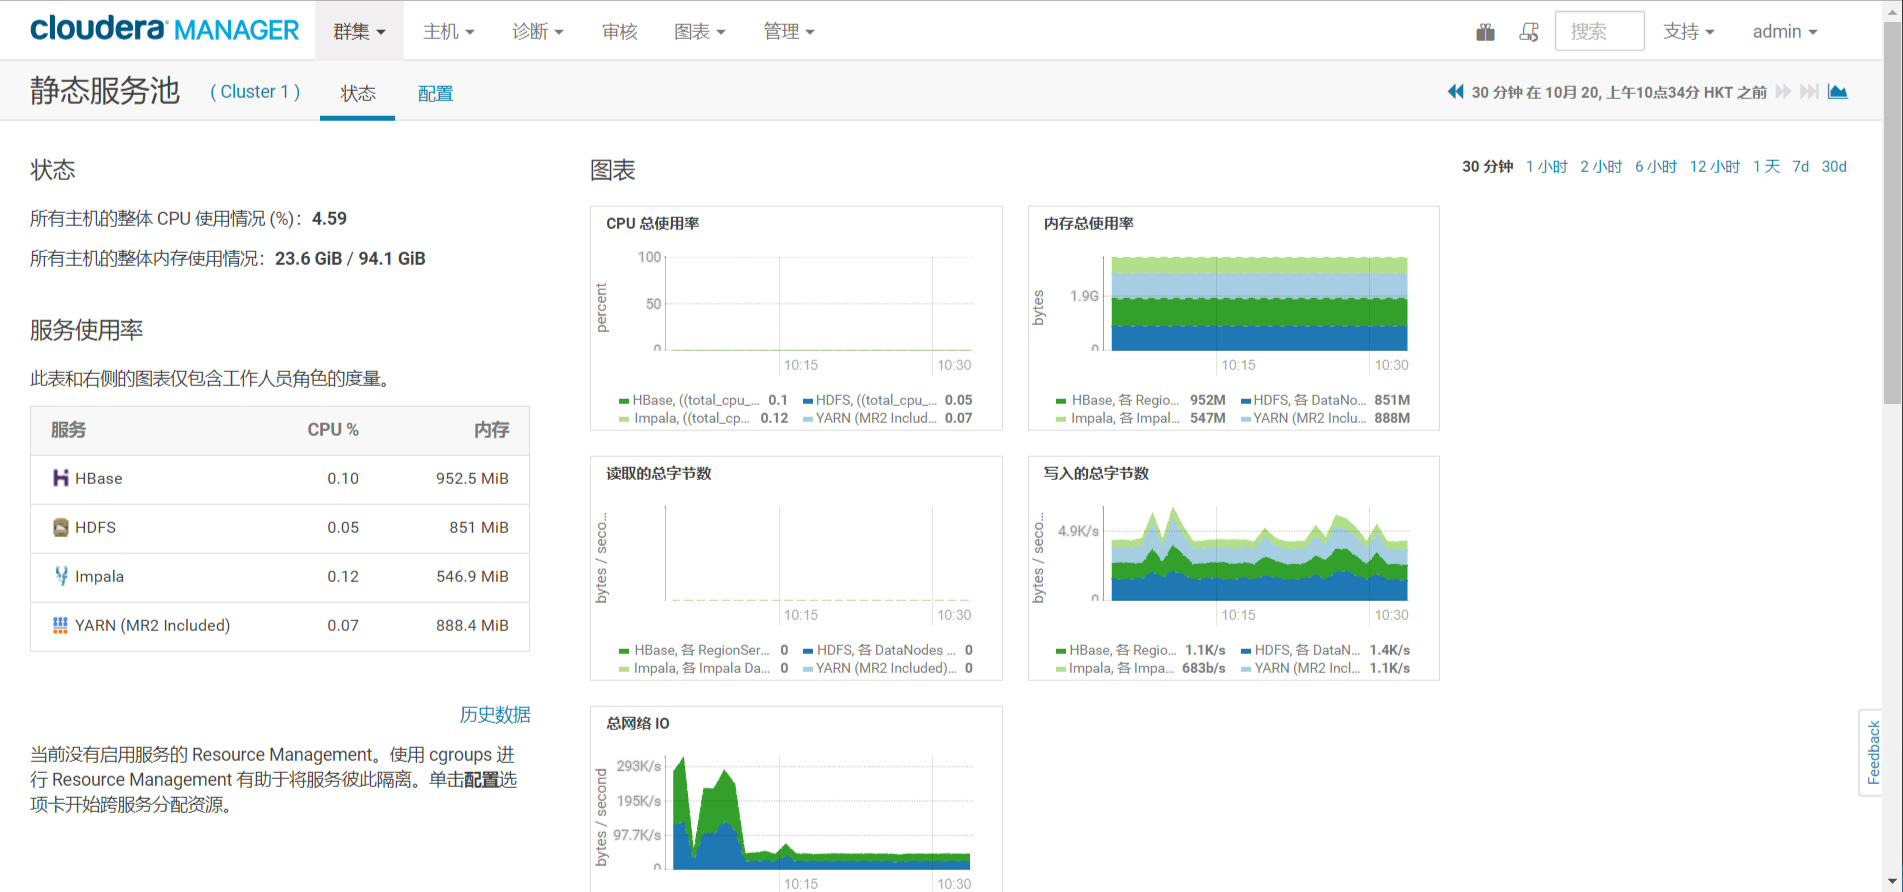 cloudera MANAGER 群集 主机 诊断 审核 图表 管理 搜索 支持 admin
静态服务池 ( Cluster 1 ) 状态 配置 30 分钟 在 10月 20, 上午10点34分 HKT 之前
状态
所有主机的整体 CPU 使用情况 (%)： 4.59
所有主机的整体内存使用情况： 23.6 GiB / 94.1 GiB
服务使用率
此表和右侧的图表仅包含工作人员角色的度量。
服务 CPU % 内存
HBase 0.10 952.5 MiB
HDFS 0.05 851 MiB
Impala 0.12 546.9 MiB
YARN (MR2 Included) 0.07 888.4 MiB
历史数据
当前没有启用服务的 Resource Management。使用 cgroups 进
行 Resource Management 有助于将服务彼此隔离。单击配置选
项卡开始跨服务分配资源。
图表
30 分钟 1 小时 2 小时 6 小时 12 小时 1 天 7d 30d
CPU 总使用率
percent
100
50
0
10:15 10:30
HBase, ((total_cpu_... 0.1 HDFS, ((total_cpu_... 0.05
Impala, ((total_cp... 0.12 YARN (MR2 Includ... 0.07
内存总使用率
bytes
1.9G
0
10:15 10:30
HBase, 各 Regio... 952M HDFS, 各 DataNo... 851M
Impala, 各 Impal... 547M YARN (MR2 Inclu... 888M
读取的总字节数
bytes / seco...
10:15 10:30
HBase, 各 RegionSer... 0 HDFS, 各 DataNodes ... 0
Impala, 各 Impala Da... 0 YARN (MR2 Included)... 0
写入的总字节数
bytes / seco...
4.9K/s
0
10:15 10:30
HBase, 各 Regio... 1.1K/s HDFS, 各 DataN... 1.4K/s
Impala, 各 Impa... 683b/s YARN (MR2 Incl... 1.1K/s
总网络 IO
bytes / second
293K/s
195K/s
97.7K/s
0
10:15 10:30
Feedback